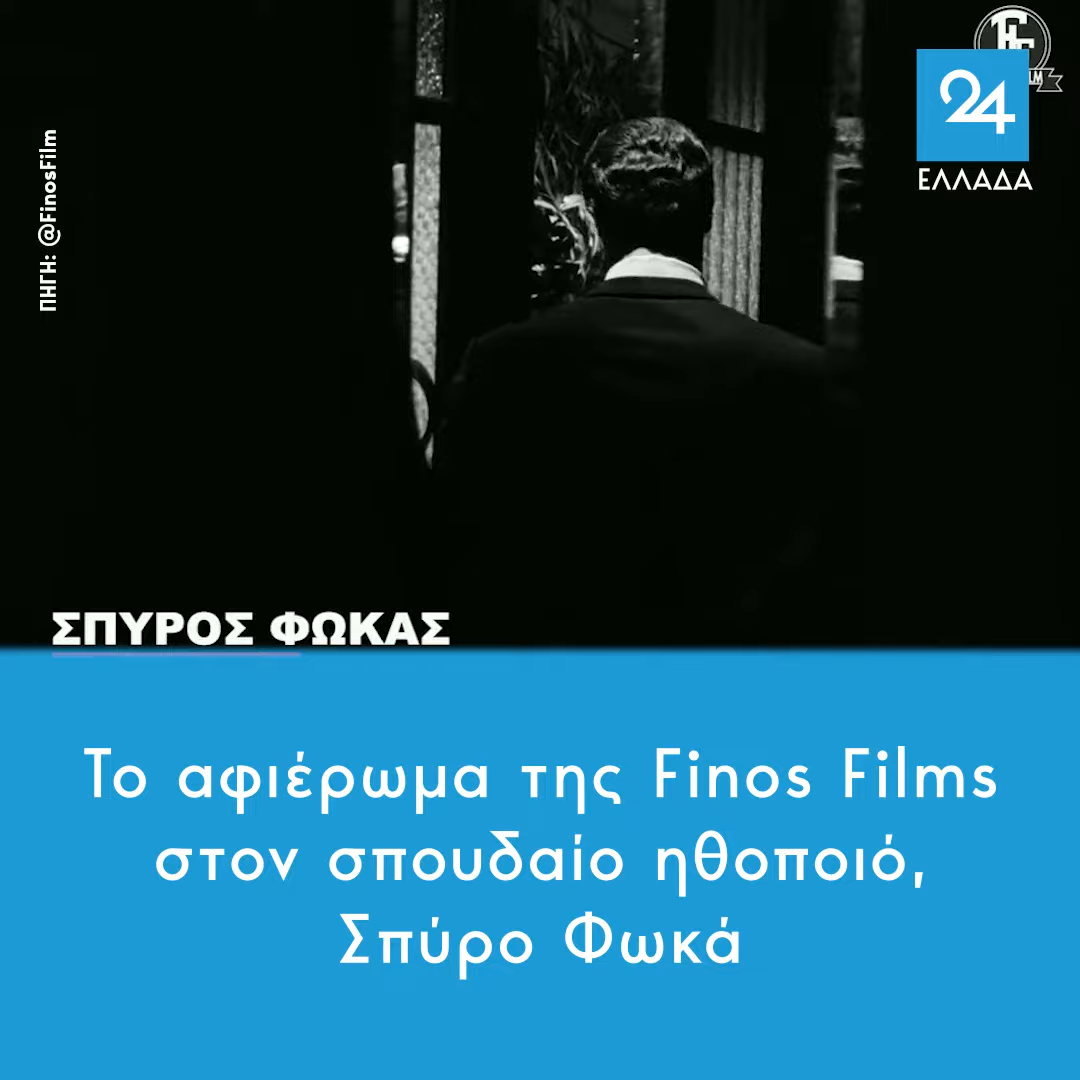 24
ΕΛΛΑΔΑ
ΠΗΓΗ: @FinosFilm
ΣΠΥΡΟΣ ΦΩΚΑΣ
Το αφιέρωμα της Finos Films
στον σπουδαίο ηθοποιό,
Σπύρο Φωκά